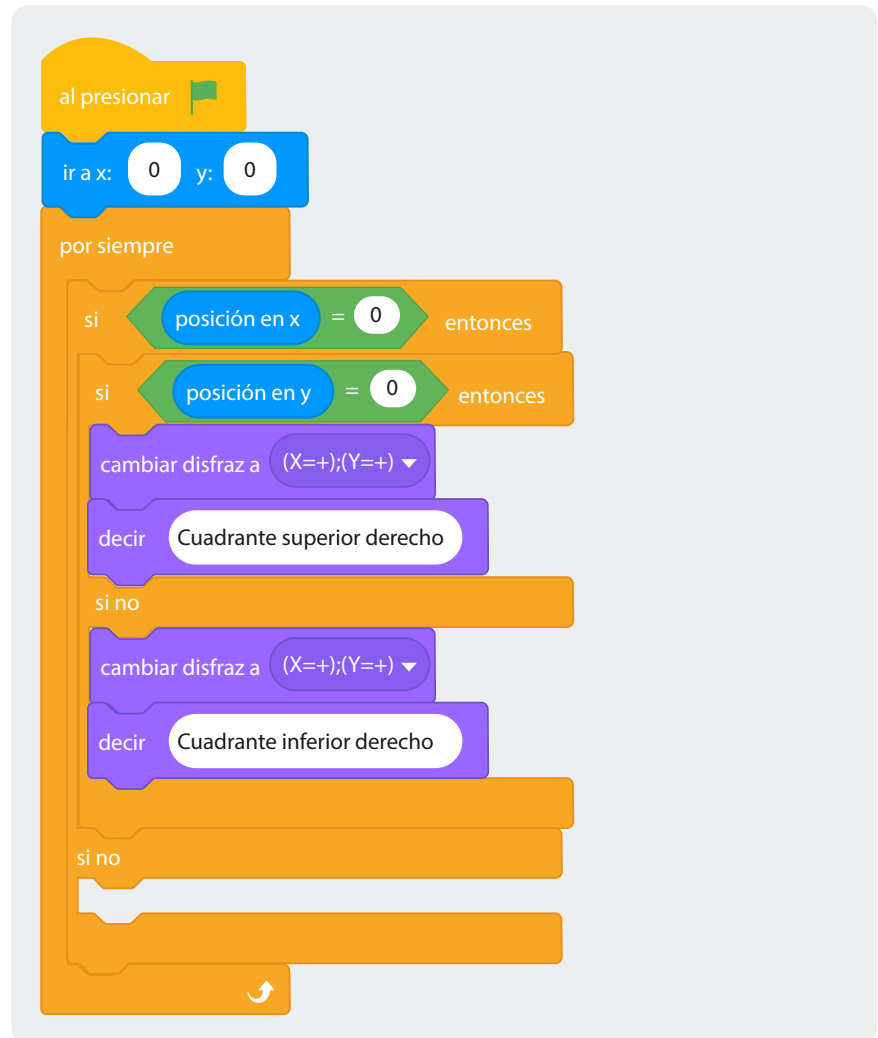 al presionar
ir a x: 0 y: 0
por siempre
si posición en x = 0 entonces
si posición en y = 0 entonces
cambiar disfraz a (X=+);(Y=+)
decir Cuadrante superior derecho
si no
cambiar disfraz a (X=+);(Y=+)
decir Cuadrante inferior derecho
si no